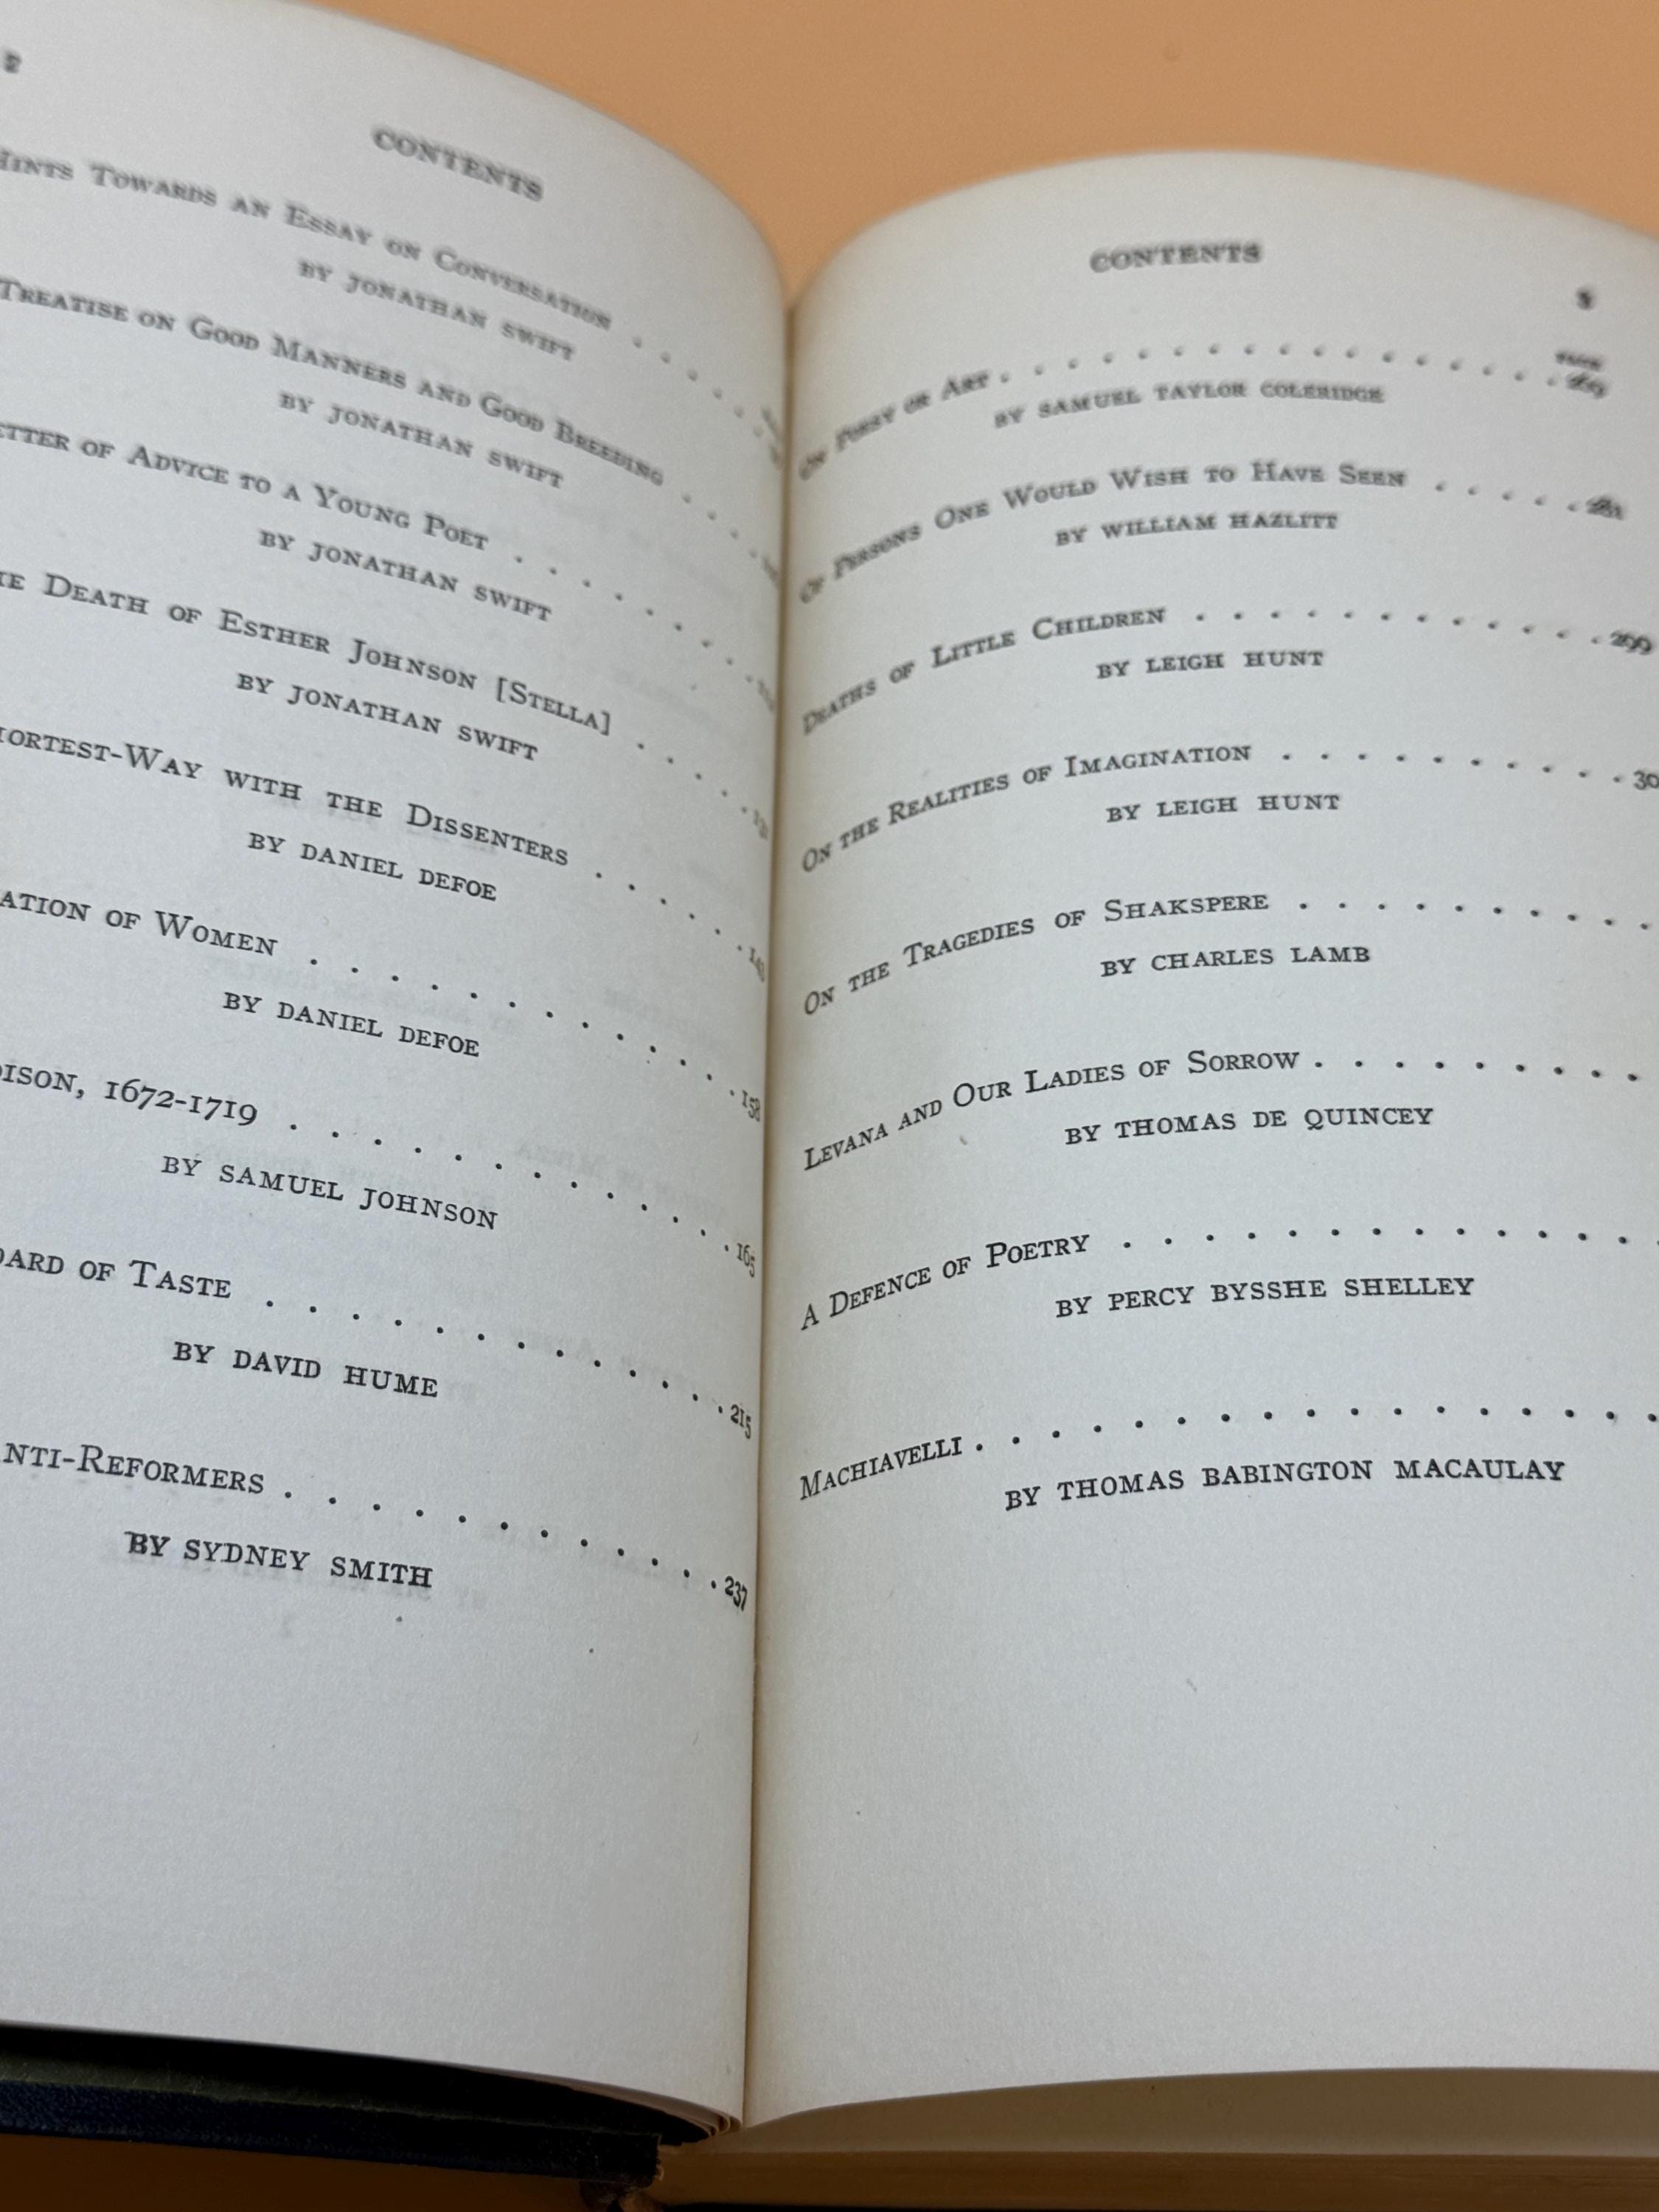 2
CONTENTS
HINTS TOWARDS AN ESSAY ON CONVERSATION . . . . . .
BY JONATHAN SWIFT
TREATISE ON GOOD MANNERS AND GOOD BREEDING . . . .
BY JONATHAN SWIFT
ETTER OF ADVICE TO A YOUNG POET . . . . . . . .
BY JONATHAN SWIFT
DEATH OF ESTHER JOHNSON [STELLA] . . . . .
BY JONATHAN SWIFT
ORTEST-WAY WITH THE DISSENTERS . . . . . .
BY DANIEL DEFOE
ATION OF WOMEN . . . . . . . . . . . . 158
BY DANIEL DEFOE
ISON, 1672-1719 . . . . . . . . . . . . 165
BY SAMUEL JOHNSON
ARD OF TASTE . . . . . . . . . . . . 215
BY DAVID HUME
NTI-REFORMERS . . . . . . . . . . . 237
BY SYDNEY SMITH
CONTENTS
PAGE
ON POESY OR ART . . . . . . . . . . . . . . . . .
BY SAMUEL TAYLOR COLERIDGE
OF PERSONS ONE WOULD WISH TO HAVE SEEN . . . . .
BY WILLIAM HAZLITT
DEATHS OF LITTLE CHILDREN . . . . . . . . . . . . 299
BY LEIGH HUNT
ON THE REALITIES OF IMAGINATION . . . . . . . . . . 30
BY LEIGH HUNT
ON THE TRAGEDIES OF SHAKSPERE . . . . . . . . . .
BY CHARLES LAMB
LEVANA AND OUR LADIES OF SORROW . . . . . . . . .
BY THOMAS DE QUINCEY
A DEFENCE OF POETRY . . . . . . . . . . . . .
BY PERCY BYSSHE SHELLEY
MACHIAVELLI . . . . . . . . . . . . . . . . .
BY THOMAS BABINGTON MACAULAY